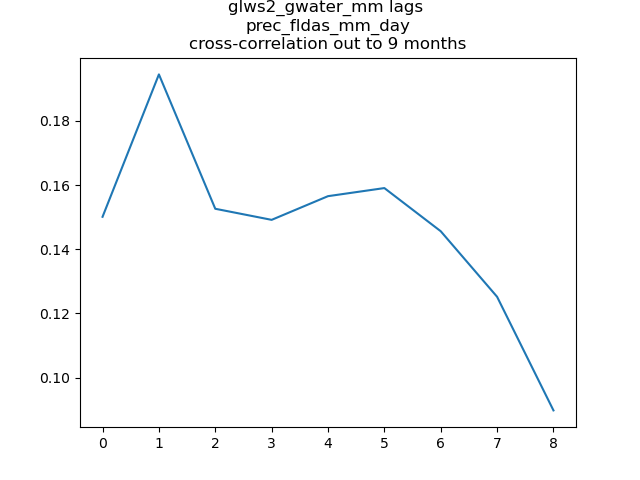 glws2_gwater_mm lags
prec_fldas_mm_day
cross-correlation out to 9 months
0.18
0.16
0.14
0.12
0.10
0 1 2 3 4 5 6 7 8